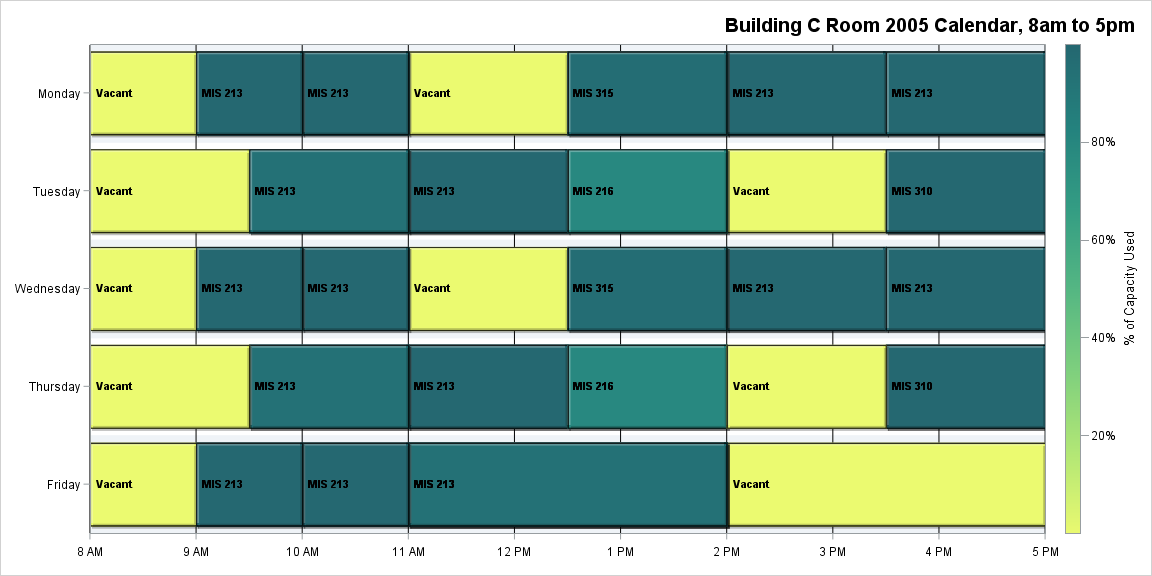 Building C Room 2005 Calendar, 8am to 5pm
Monday Vacant MIS 213 MIS 213 Vacant MIS 315 MIS 213 MIS 213
Tuesday Vacant MIS 213 MIS 213 MIS 216 Vacant MIS 310
Wednesday Vacant MIS 213 MIS 213 Vacant MIS 315 MIS 213 MIS 213
Thursday Vacant MIS 213 MIS 213 MIS 216 Vacant MIS 310
Friday Vacant MIS 213 MIS 213 MIS 213 Vacant
8 AM 9 AM 10 AM 11 AM 12 PM 1 PM 2 PM 3 PM 4 PM 5 PM
80%
60%
40%
20%
% of Capacity Used